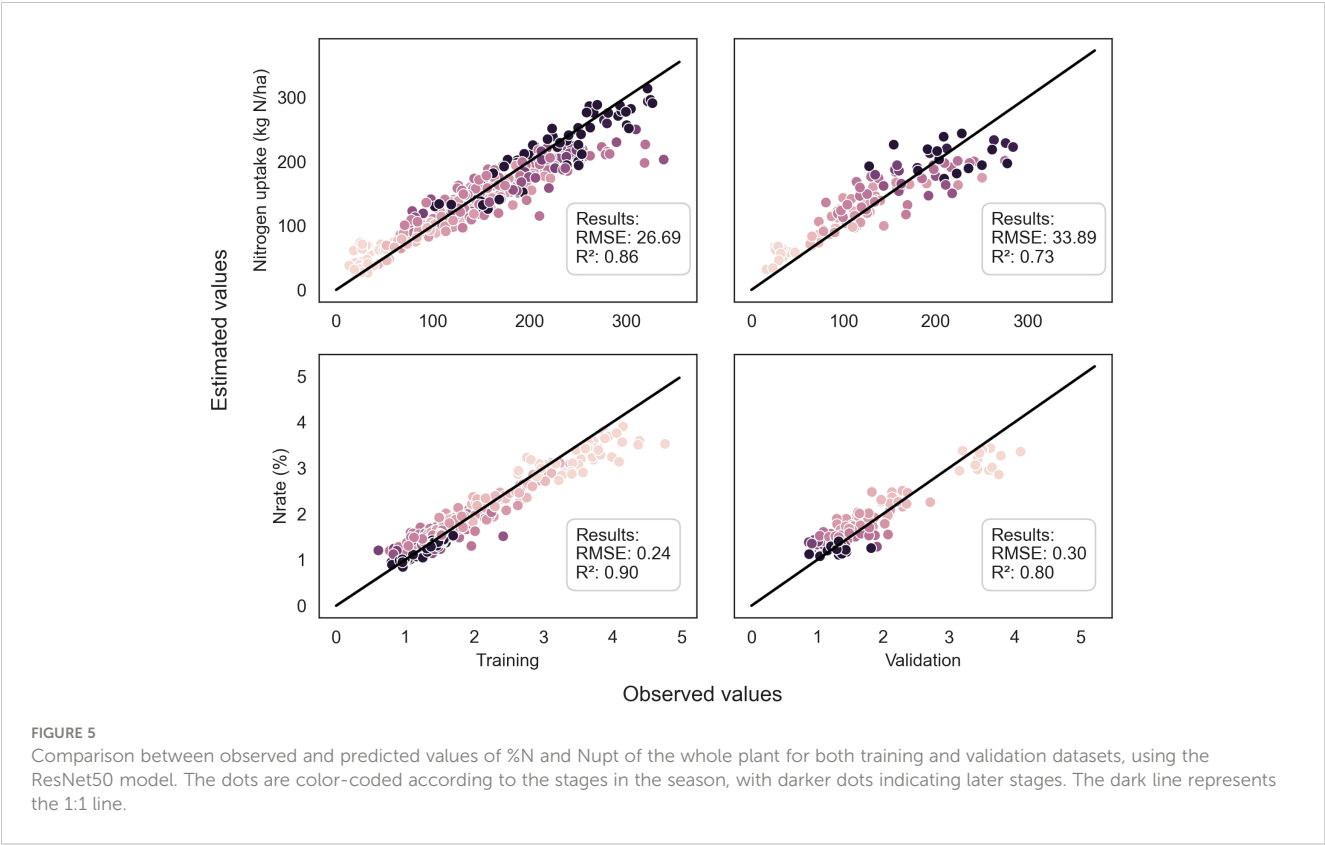 Estimated values
Nitrogen uptake (kg N/ha)
300
200
100
0
Results:
RMSE: 26.69
R²: 0.86
0 100 200 300
Results:
RMSE: 33.89
R²: 0.73
0 100 200 300
Nrate (%)
5
4
3
2
1
0
Results:
RMSE: 0.24
R²: 0.90
0 1 2 3 4 5
Training
Results:
RMSE: 0.30
R²: 0.80
0 1 2 3 4 5
Validation
Observed values
FIGURE 5
Comparison between observed and predicted values of %N and Nupt of the whole plant for both training and validation datasets, using the
ResNet50 model. The dots are color-coded according to the stages in the season, with darker dots indicating later stages. The dark line represents
the 1:1 line.